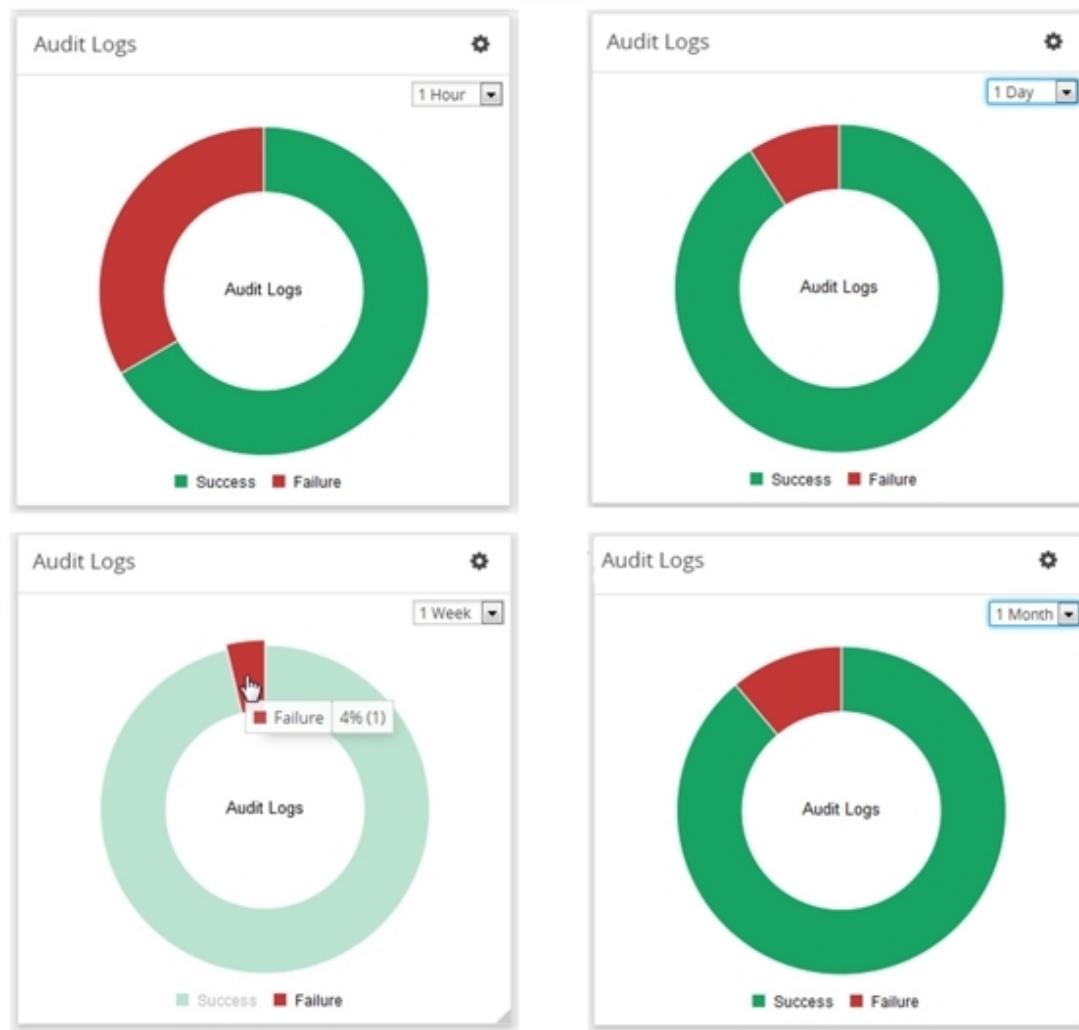 Audit Logs
1 Hour
Audit Logs
Success Failure
Audit Logs
1 Day
Audit Logs
Success Failure
Audit Logs
1 Week
Failure 4% (1)
Audit Logs
Success Failure
Audit Logs
1 Month
Audit Logs
Success Failure